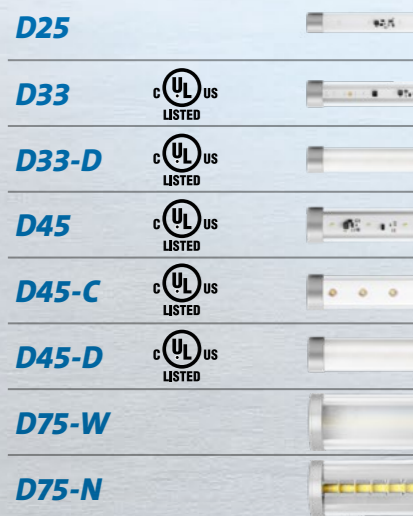 D25
D33
C UL US
LISTED
D33-D
C UL US
LISTED
D45
C UL US
LISTED
D45-C
C UL US
LISTED
D45-D
C UL US
LISTED
D75-W
D75-N